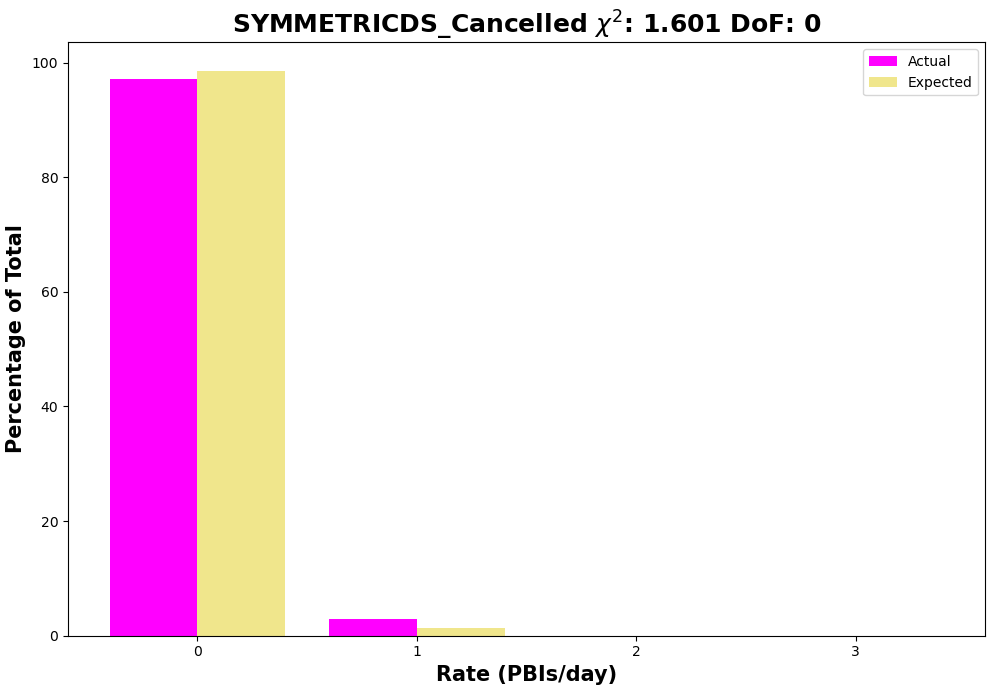 SYMMETRICDS_Cancelled χ²: 1.601 DoF: 0
Actual
Expected
Percentage of Total
100
80
60
40
20
0
0 1 2 3
Rate (PBIs/day)